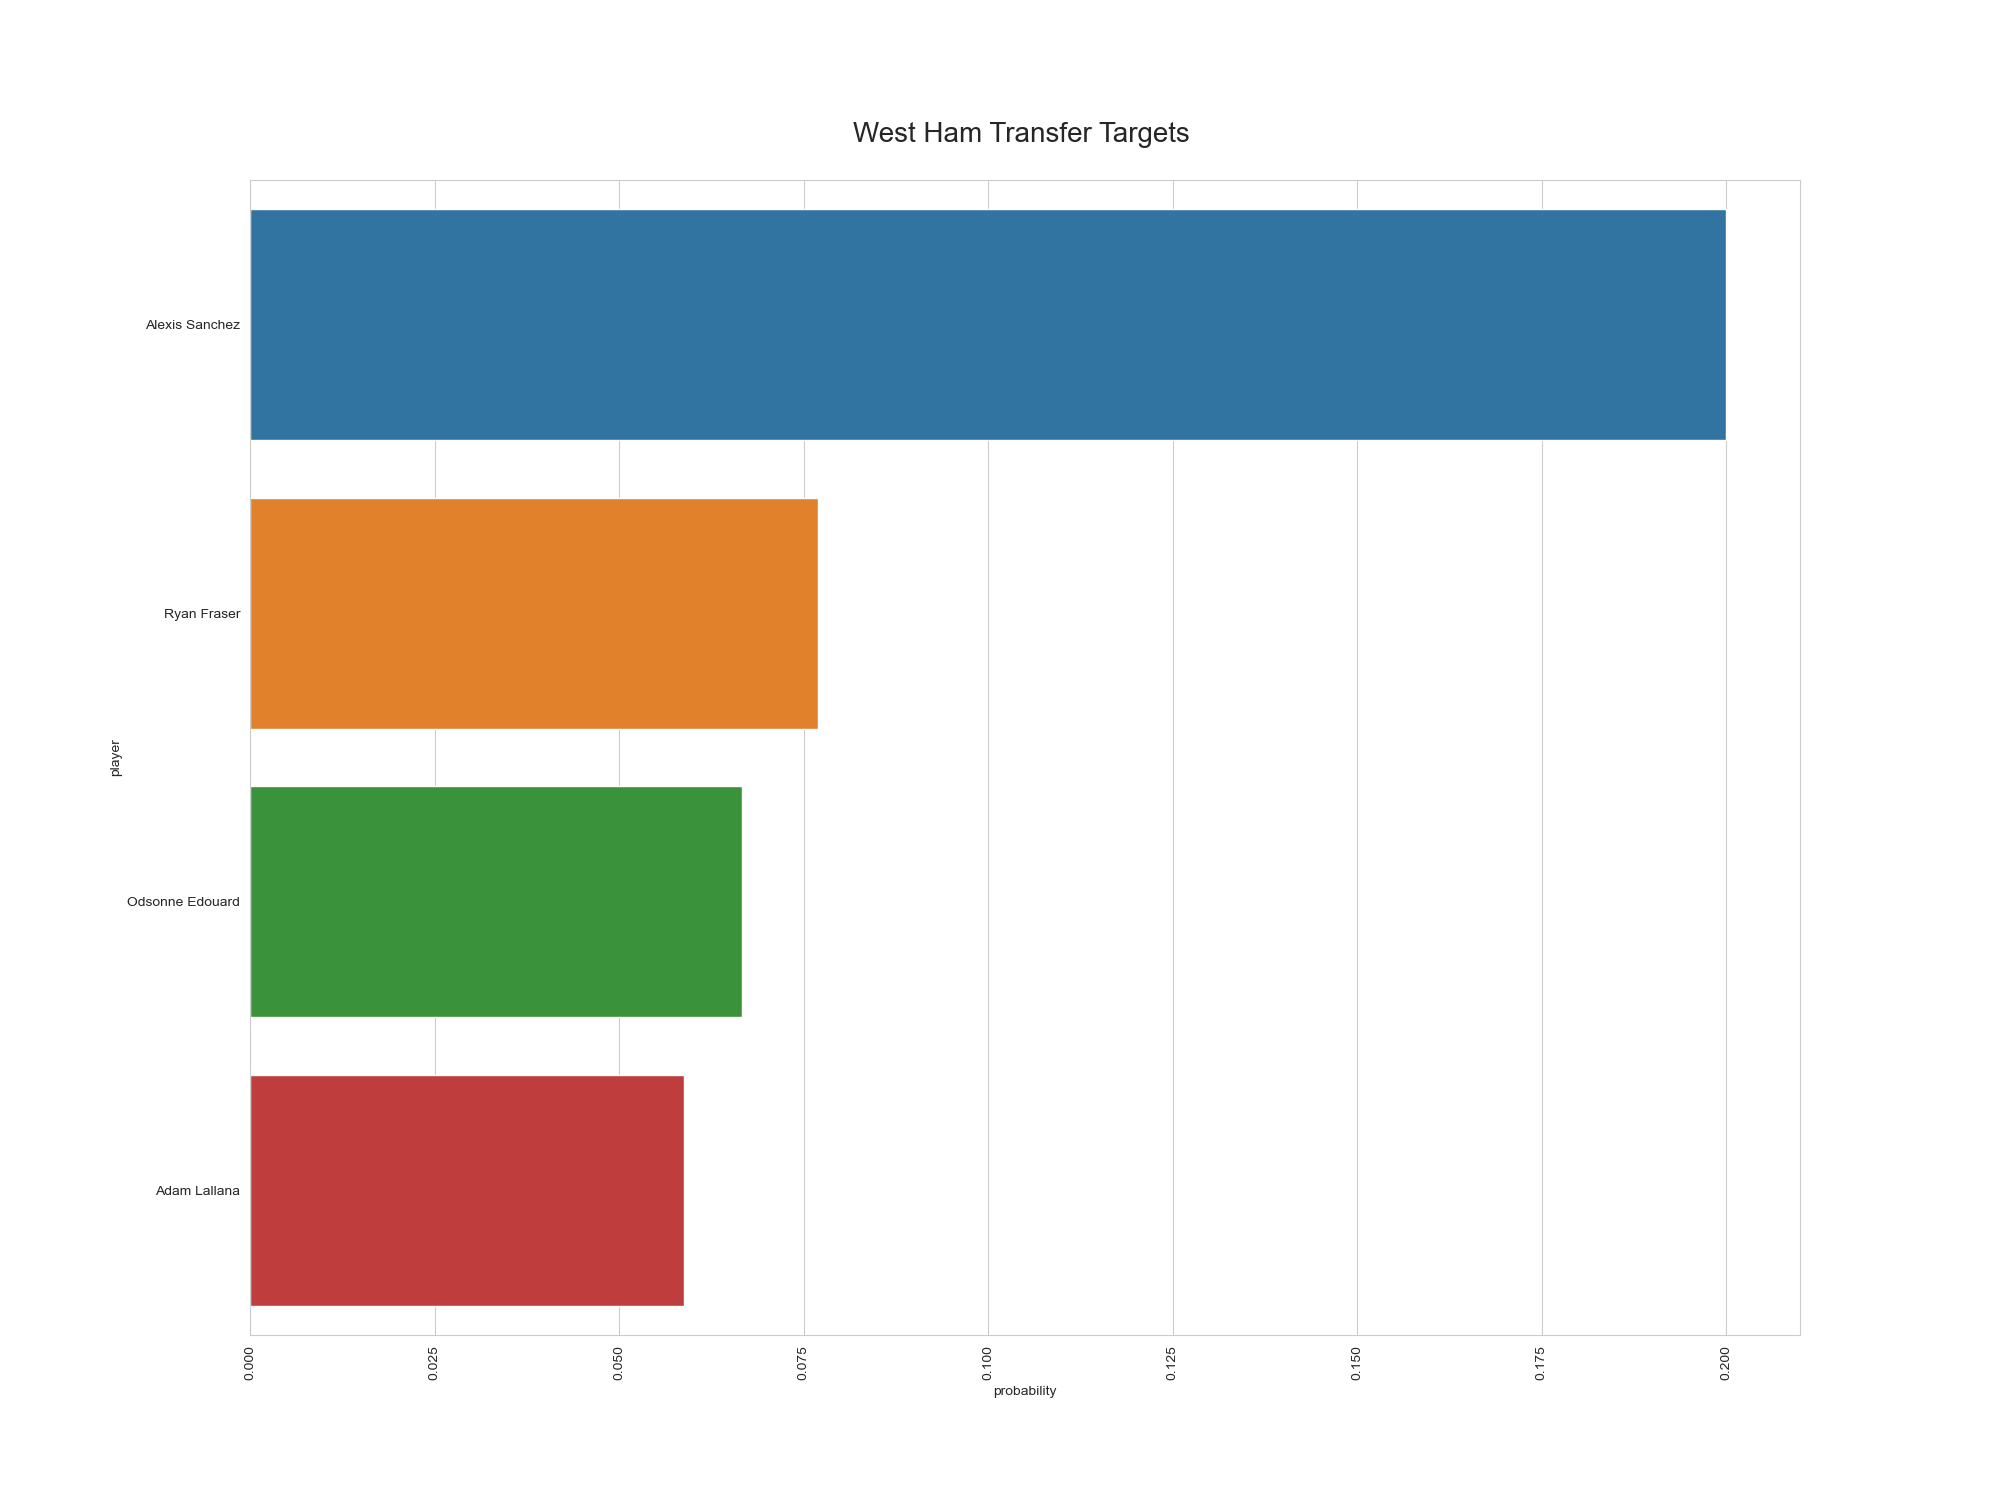 West Ham Transfer Targets
Alexis Sanchez
Ryan Fraser
player
Odsonne Edouard
Adam Lallana
0.000
0.025
0.050
0.075
0.100
0.125
0.150
0.175
0.200
probability